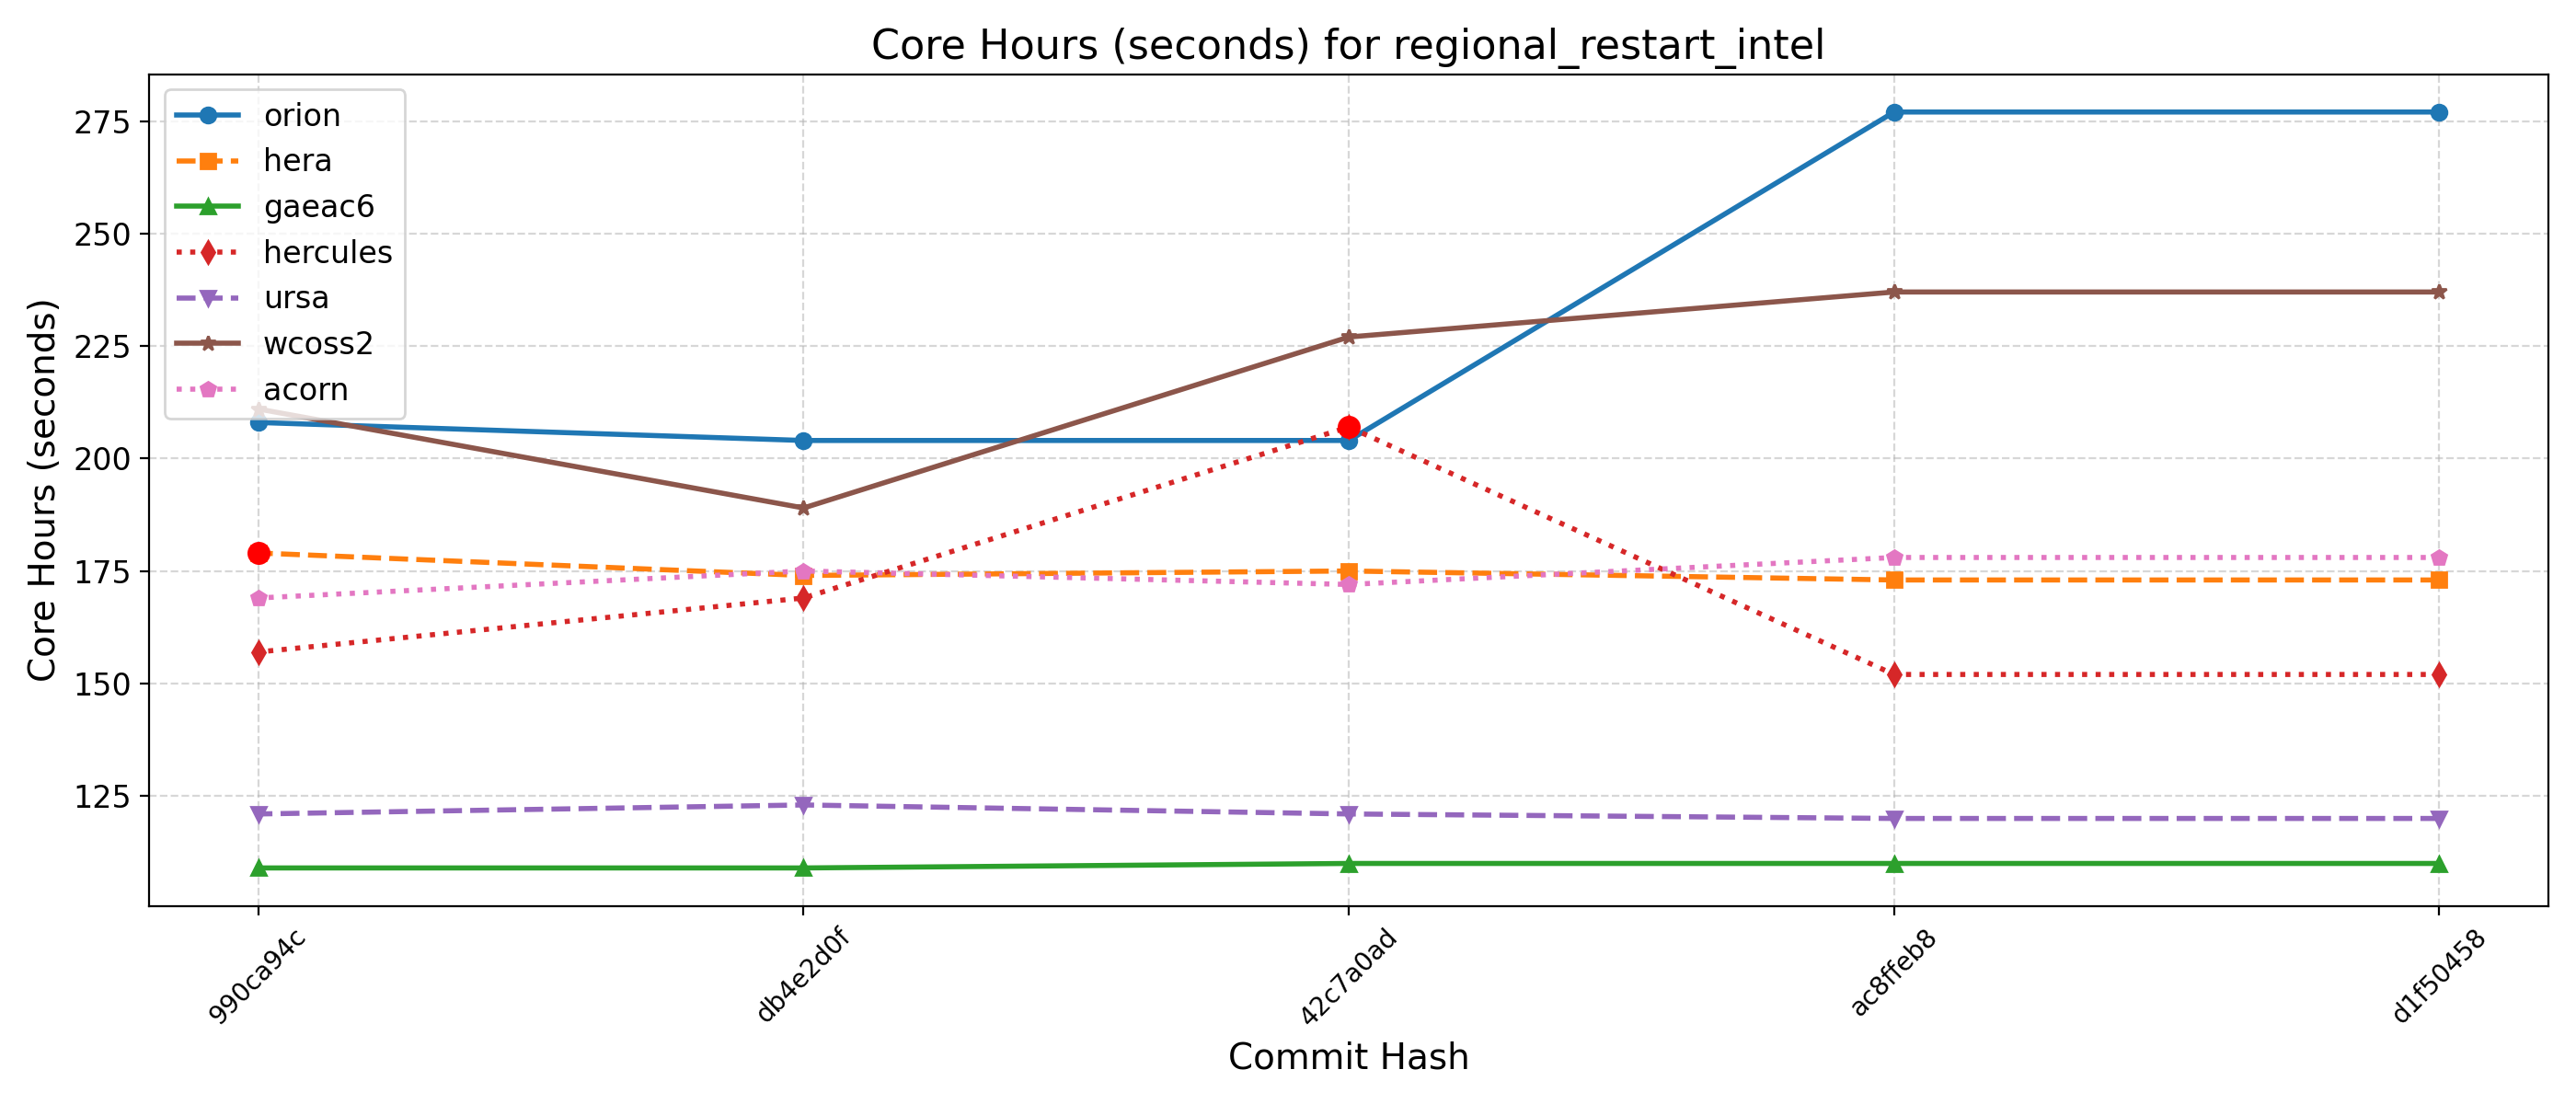 Core Hours (seconds) for regional_restart_intel
orion
hera
gaeac6
hercules
ursa
wcoss2
acorn
Core Hours (seconds)
275
250
225
200
175
150
125
990ca94c
db4e2d0f
42c7a0ad
ac8ffeb8
d1f50458
Commit Hash